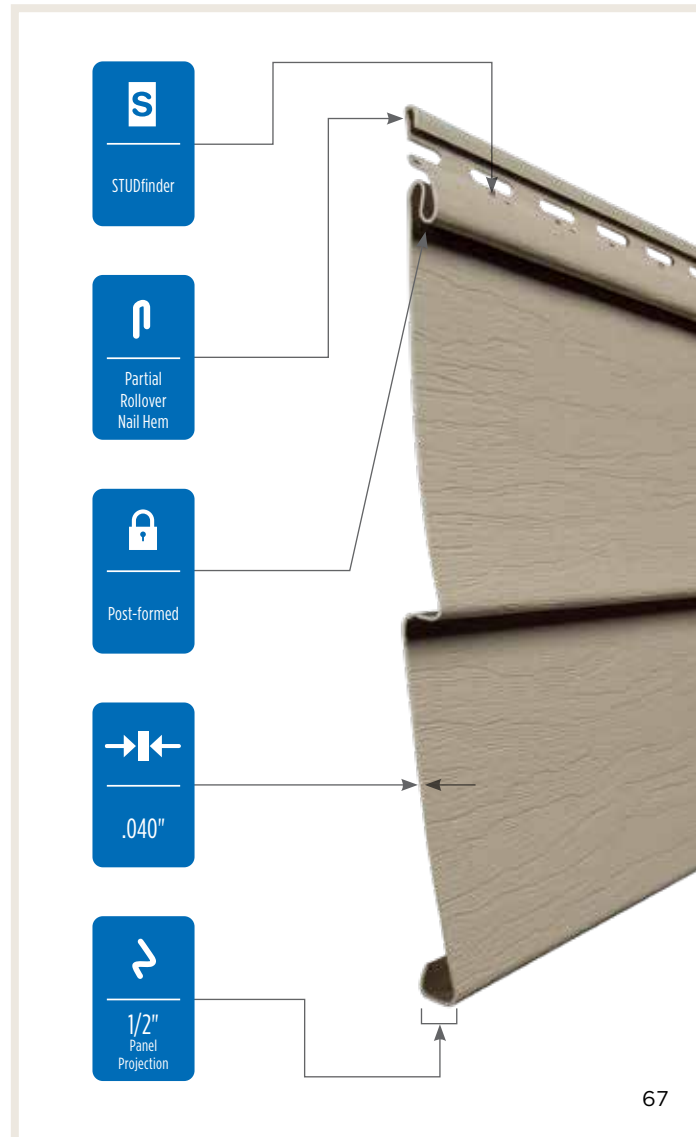 S
STUDfinder
Partial
Rollover
Nail Hem
Post-formed
.040"
1/2"
Panel
Projection
67